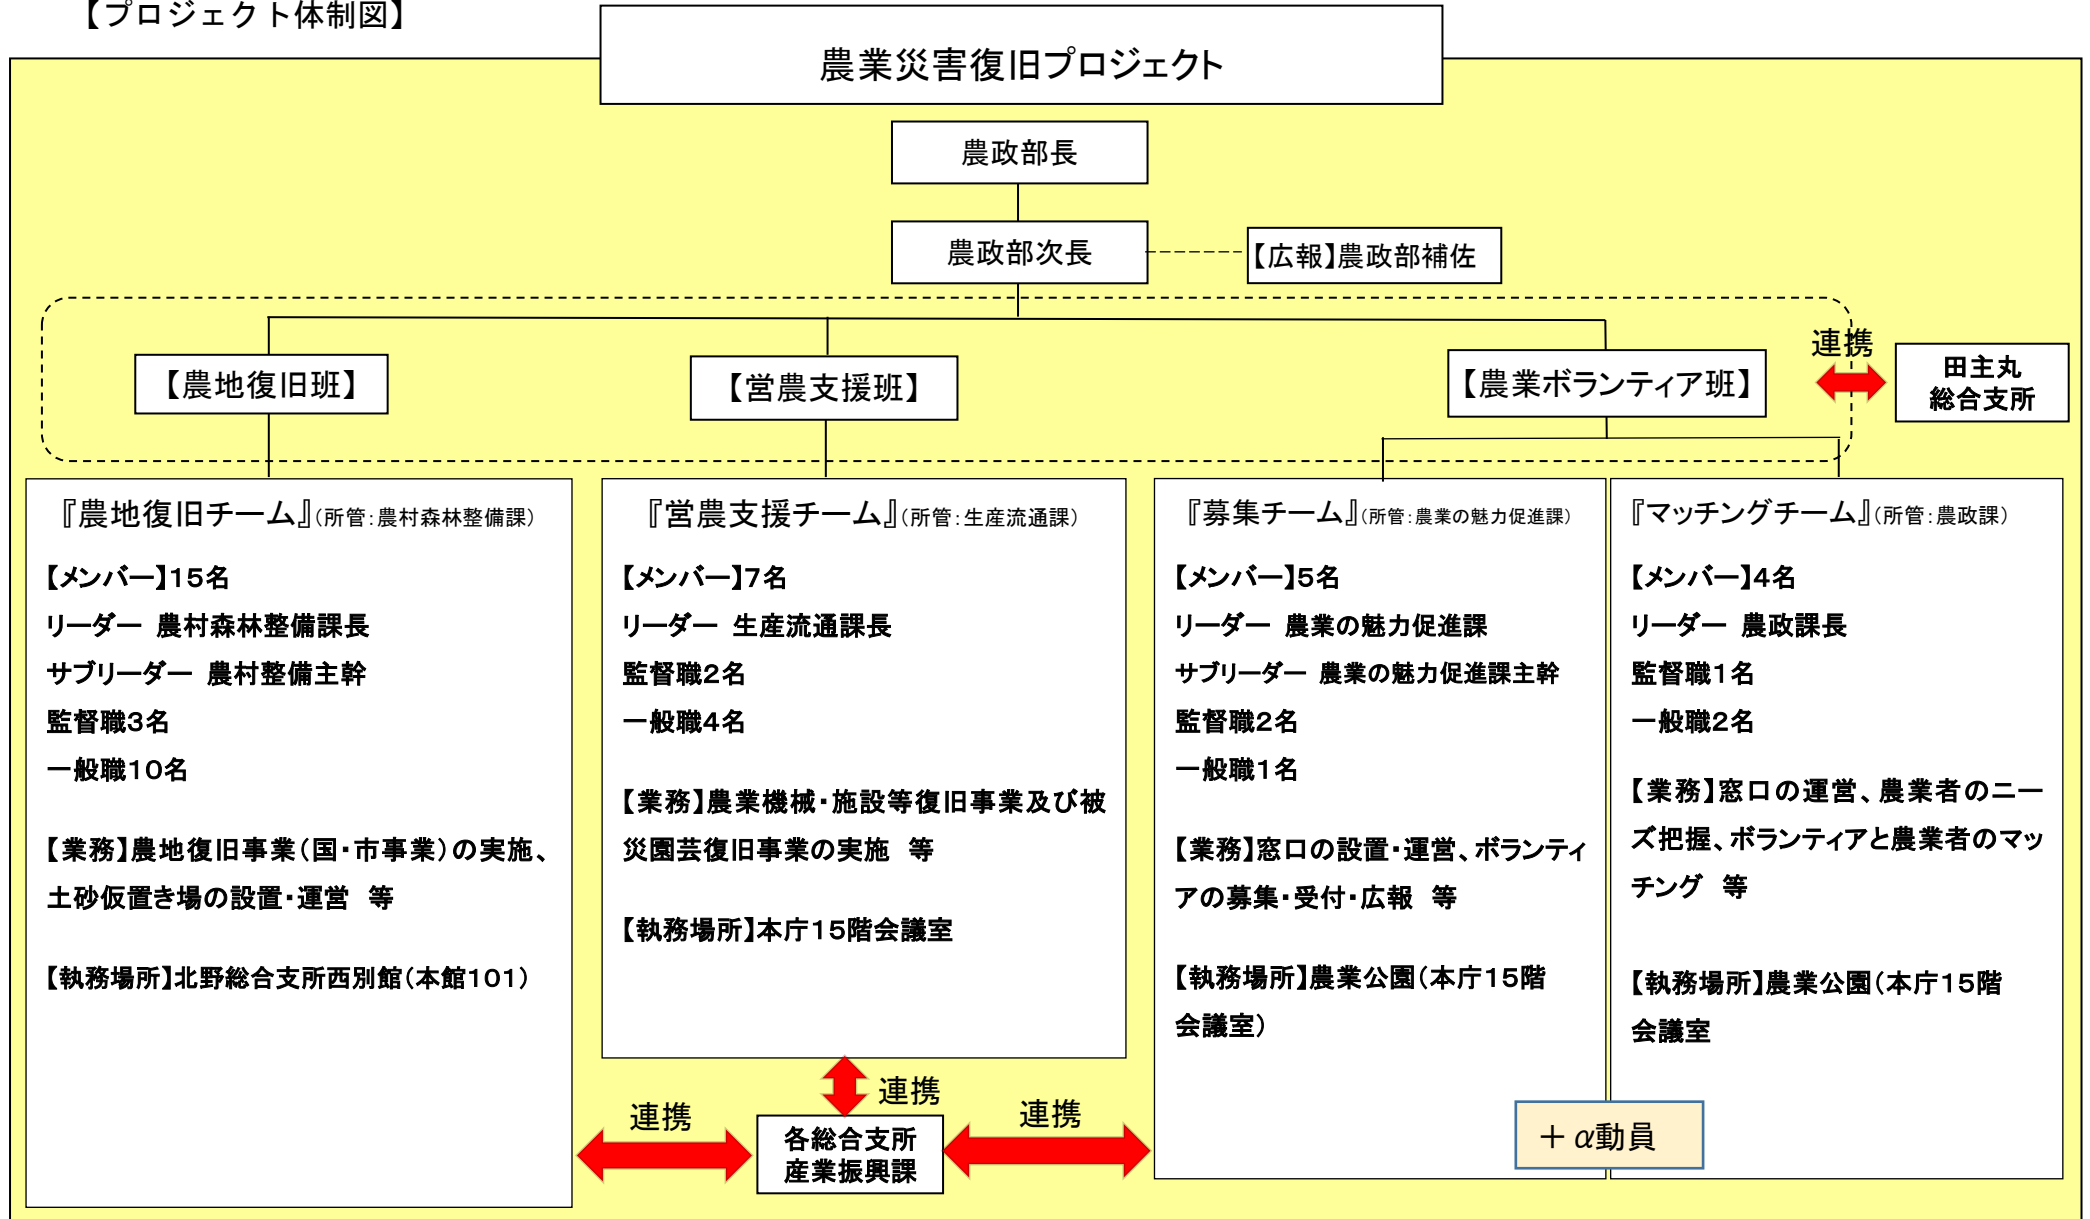 【プロジェクト体制図】
農業災害復旧プロジェクト
農政部長
農政部次長
【広報】農政部補佐
【農地復旧班】
【営農支援班】
【農業ボランティア班】
連携
田主丸
総合支所
『農地復旧チーム』(所管:農村森林整備課)
【メンバー】15名
リーダー 農村森林整備課長
サブリーダー 農村整備主幹
監督職3名
一般職10名
【業務】農地復旧事業(国・市事業)の実施、
土砂仮置き場の設置・運営 等
【執務場所】北野総合支所西別館(本館101)
『営農支援チーム』(所管:生産流通課)
【メンバー】7名
リーダー 生産流通課長
監督職2名
一般職4名
【業務】農業機械・施設等復旧事業及び被
災園芸復旧事業の実施 等
【執務場所】本庁15階会議室
『募集チーム』(所管:農業の魅力促進課)
【メンバー】5名
リーダー 農業の魅力促進課
サブリーダー 農業の魅力促進課主幹
監督職2名
一般職1名
【業務】窓口の設置・運営、ボランティ
アの募集・受付・広報 等
【執務場所】農業公園(本庁15階
会議室)
『マッチングチーム』(所管:農政課)
【メンバー】4名
リーダー 農政課長
監督職1名
一般職2名
【業務】窓口の運営、農業者のニー
ズ把握、ボランティアと農業者のマッ
チング 等
【執務場所】農業公園(本庁15階
会議室
連携
連携
連携
各総合支所
産業振興課
+α動員